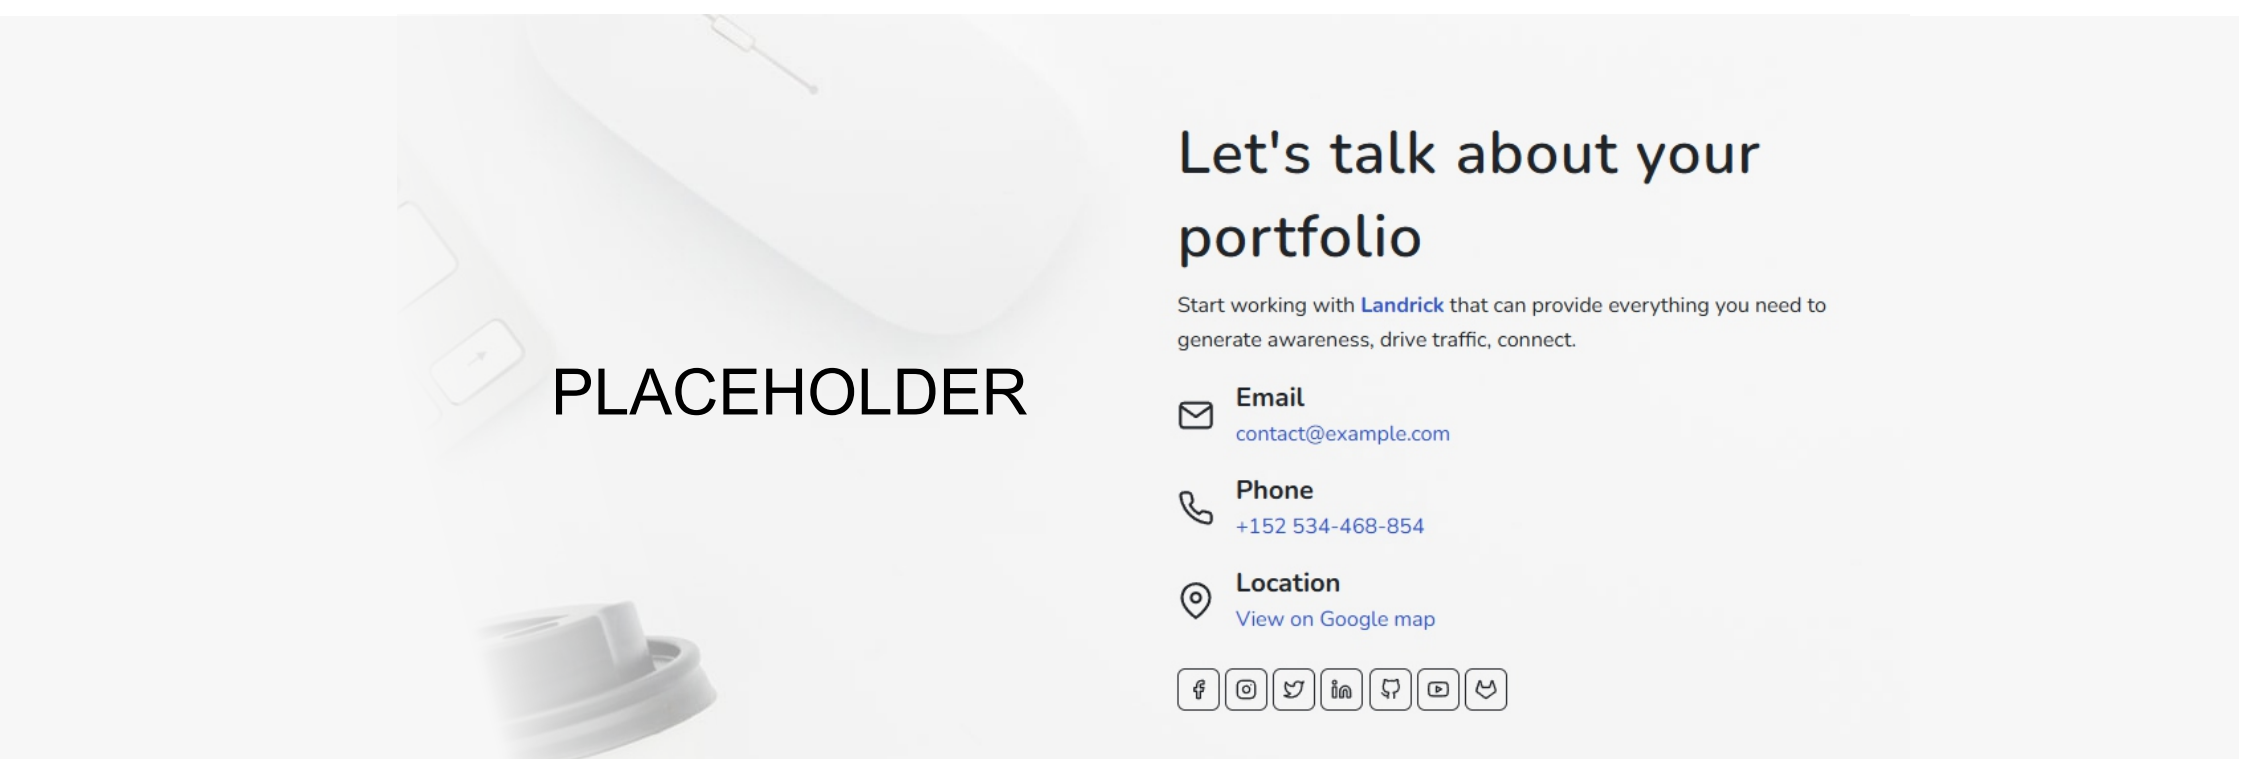 Let's talk about your
portfolio
Start working with Landrick that can provide everything you need to
generate awareness, drive traffic, connect.
PLACEHOLDER
Email
contact@example.com
Phone
+152 534-468-854
Location
View on Google map